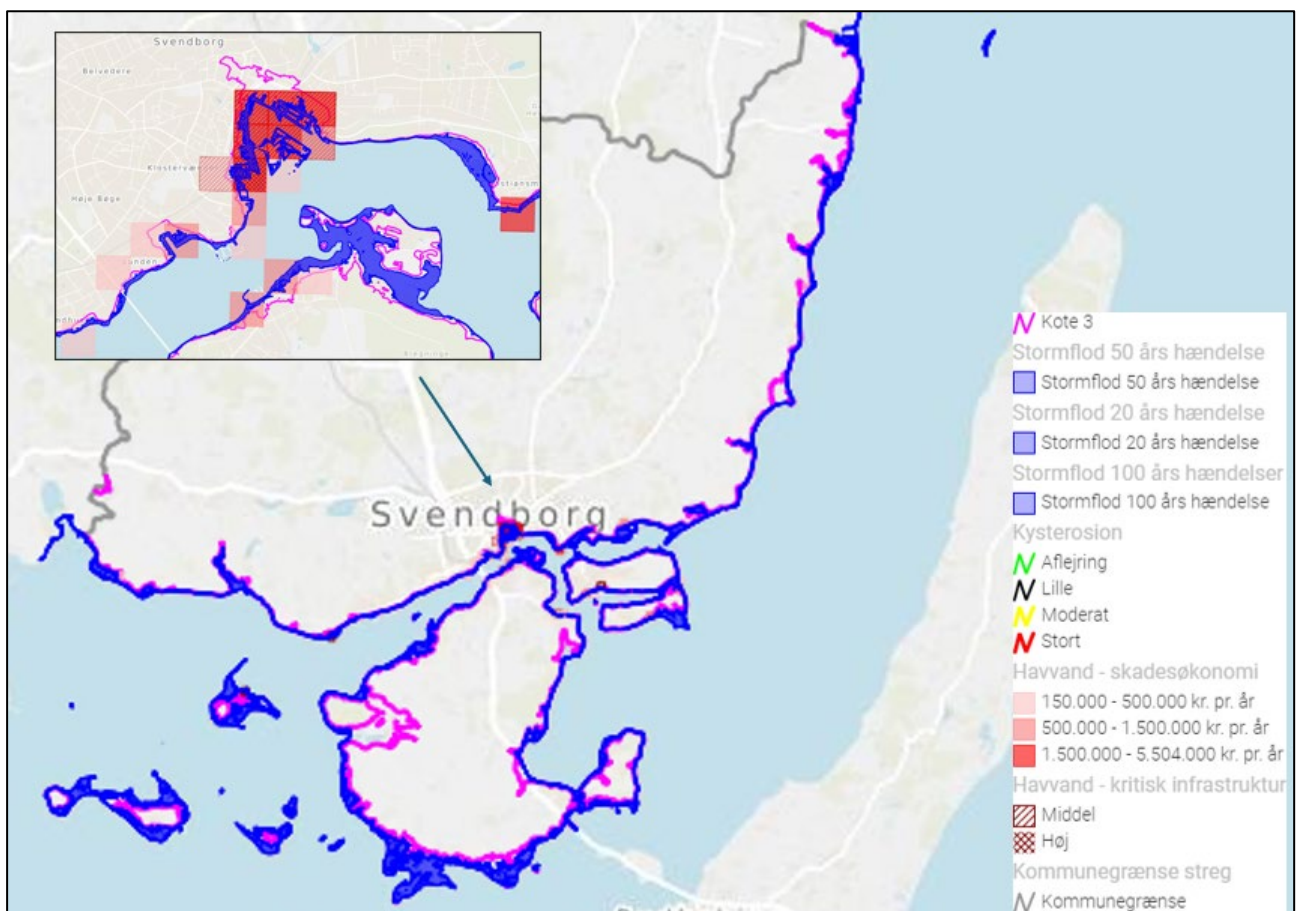 Svendborg
Belvedere
Høje Bøge
Svendborg
Kote 3
Stormflod 50 års hændelse
Stormflod 50 års hændelse
Stormflod 20 års hændelse
Stormflod 20 års hændelse
Stormflod 100 års hændelser
Stormflod 100 års hændelse
Kysterosion
Aflejring
Lille
Moderat
Stort
Havvand - skadesøkonomi
150.000 - 500.000 kr. pr. år
500.000 - 1.500.000 kr. pr. år
1.500.000 - 5.504.000 kr. pr. år
Havvand - kritisk infrastruktur
Middel
Høj
Kommunegrænse streg
Kommunegrænse